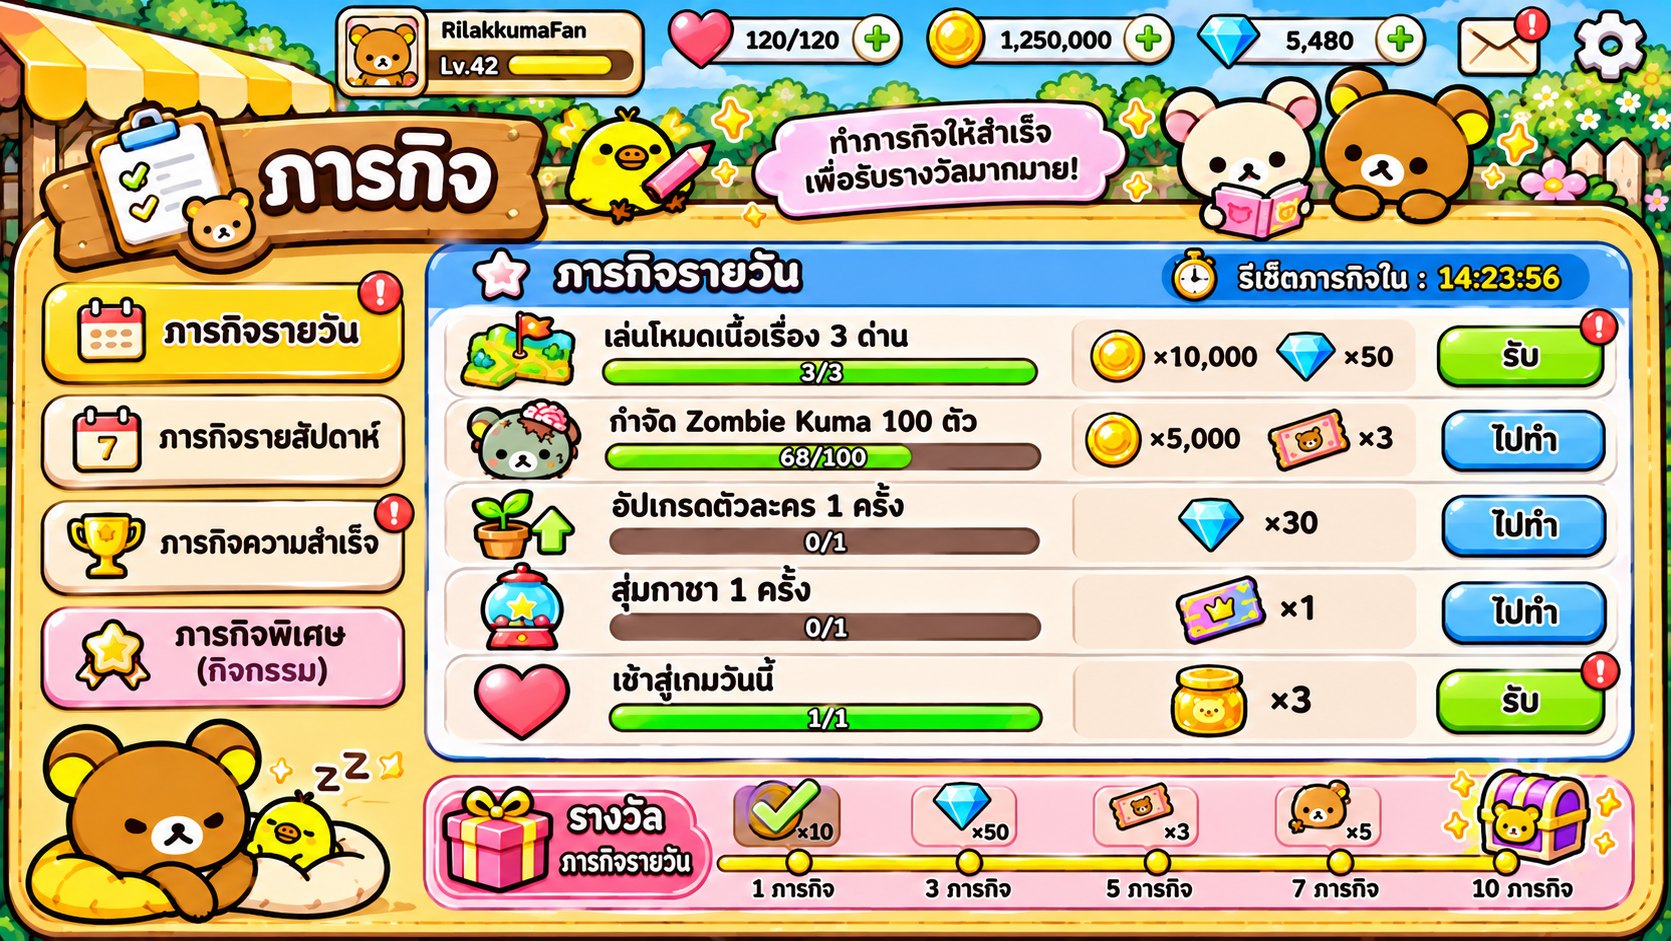 RilakkumaFan
Lv.42
120/120
1,250,000
5,480
ภารกิจ
ทำภารกิจให้สำเร็จ
เพื่อรับรางวัลมากมาย!
ภารกิจรายวัน
ภารกิจรายสัปดาห์
7
ภารกิจความสำเร็จ
ภารกิจพิเศษ
(กิจกรรม)
ภารกิจรายวัน
รีเซ็ตภารกิจใน : 14:23:56
เล่นโหมดเนื้อเรื่อง 3 ด่าน
3/3
×10,000 ×50
รับ
กำจัด Zombie Kuma 100 ตัว
68/100
×5,000 ×3
ไปทำ
อัปเกรดตัวละคร 1 ครั้ง
0/1
×30
ไปทำ
สุ่มกาชา 1 ครั้ง
0/1
×1
ไปทำ
เช้าสู่เกมวันนี้
1/1
×3
รับ
zZ
รางวัล
ภารกิจรายวัน
×10
×50
×3
×5
1 ภารกิจ
3 ภารกิจ
5 ภารกิจ
7 ภารกิจ
10 ภารกิจ